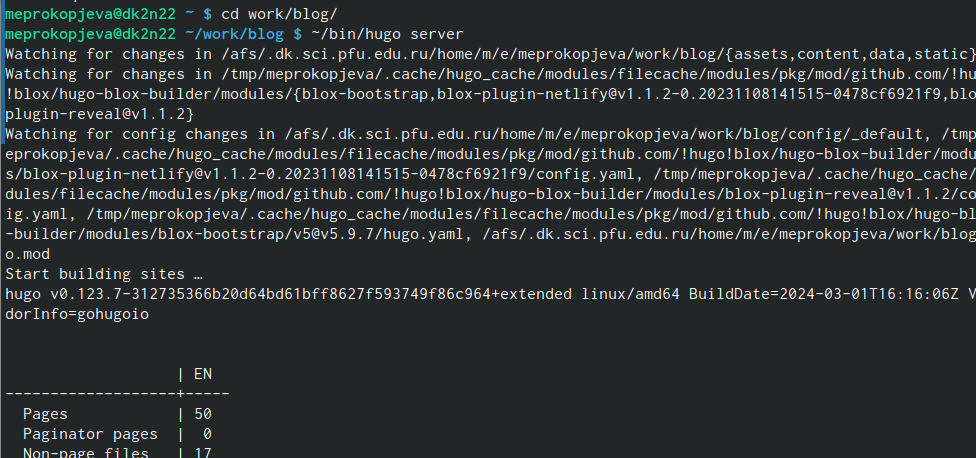 meprokopjeva@dk2n22 ~ $ cd work/blog/
meprokopjeva@dk2n22 ~/work/blog $ ~/bin/hugo server
Watching for changes in /afs/.dk.sci.pfu.edu.ru/home/m/e/meprokopjeva/work/blog/{assets,content,data,static}
Watching for changes in /tmp/meprokopjeva/.cache/hugo_cache/modules/filecache/modules/pkg/mod/github.com/!hu
!blox/hugo-blox-builder/modules/{blox-bootstrap,blox-plugin-netlify@v1.1.2-0.20231108141515-0478cf6921f9,blo
plugin-reveal@v1.1.2}
Watching for config changes in /afs/.dk.sci.pfu.edu.ru/home/m/e/meprokopjeva/work/blog/config/_default, /tmp
eprokopjeva/.cache/hugo_cache/modules/filecache/modules/pkg/mod/github.com/!hugo!blox/hugo-blox-builder/modu
s/blox-plugin-netlify@v1.1.2-0.20231108141515-0478cf6921f9/config.yaml, /tmp/meprokopjeva/.cache/hugo_cache/
dules/filecache/modules/pkg/mod/github.com/!hugo!blox/hugo-blox-builder/modules/blox-plugin-reveal@v1.1.2/co
ig.yaml, /tmp/meprokopjeva/.cache/hugo_cache/modules/filecache/modules/pkg/mod/github.com/!hugo!blox/hugo-bl
-builder/modules/blox-bootstrap/v5@v5.9.7/hugo.yaml, /afs/.dk.sci.pfu.edu.ru/home/m/e/meprokopjeva/work/blog
o.mod
Start building sites …
hugo v0.123.7-312735366b20d64bd61bff8627f593749f86c964+extended linux/amd64 BuildDate=2024-03-01T16:16:06Z V
dorInfo=gohugoio
| EN
-------------------+-----
Pages | 50
Paginator pages | 0
Non-page files | 17